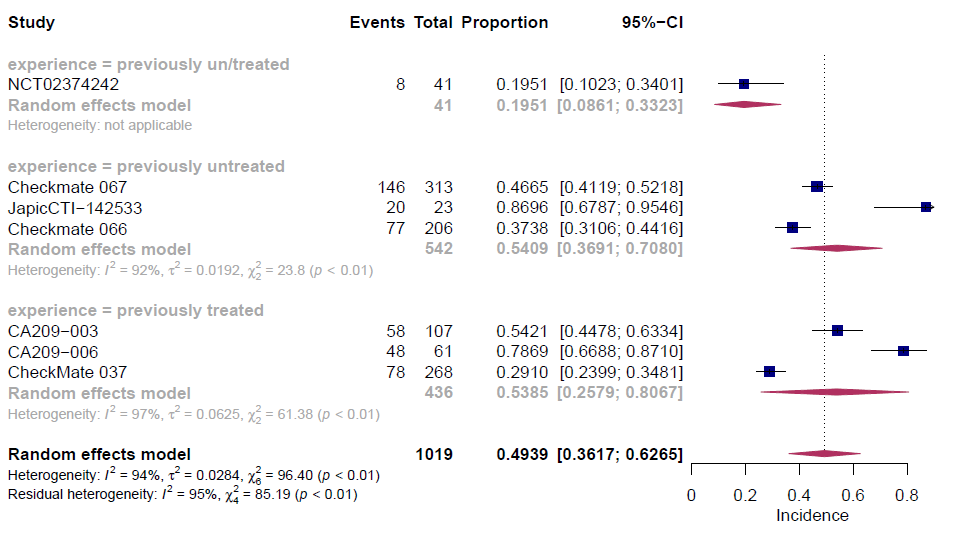 Study Events Total Proportion 95%−CI
experience = previously un/treated
NCT02374242 8 41 0.1951 [0.1023; 0.3401]
Random effects model 41 0.1951 [0.0861; 0.3323]
Heterogeneity: not applicable
experience = previously untreated
Checkmate 067 146 313 0.4665 [0.4119; 0.5218]
JapicCTI−142533 20 23 0.8696 [0.6787; 0.9546]
Checkmate 066 77 206 0.3738 [0.3106; 0.4416]
Random effects model 542 0.5409 [0.3691; 0.7080]
Heterogeneity: I² = 92%, τ² = 0.0192, χ²₂ = 23.8 (p < 0.01)
experience = previously treated
CA209−003 58 107 0.5421 [0.4478; 0.6334]
CA209−006 48 61 0.7869 [0.6688; 0.8710]
CheckMate 037 78 268 0.2910 [0.2399; 0.3481]
Random effects model 436 0.5385 [0.2579; 0.8067]
Heterogeneity: I² = 97%, τ² = 0.0625, χ²₂ = 61.38 (p < 0.01)
Random effects model 1019 0.4939 [0.3617; 0.6265]
Heterogeneity: I² = 94%, τ² = 0.0284, χ²₆ = 96.40 (p < 0.01)
Residual heterogeneity: I² = 95%, χ²₄ = 85.19 (p < 0.01)
0 0.2 0.4 0.6 0.8
Incidence